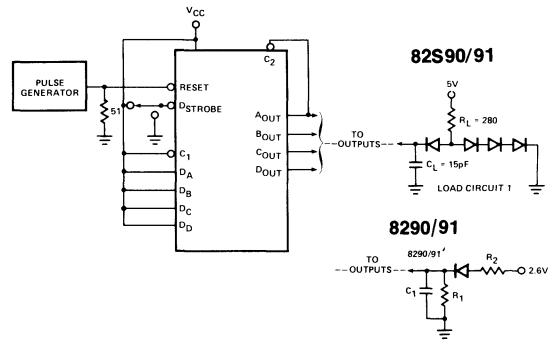 VCC
C2
82S90/91
PULSE
GENERATOR
51
RESET
DSTROBE
C1
DA
DB
DC
DD
AOUT
BOUT
COUT
DOUT
TO
OUTPUTS
5V
RL = 280
CL = 15pF
LOAD CIRCUIT 1
8290/91
8290/91'
TO
OUTPUTS
R2
2.6V
C1
R1